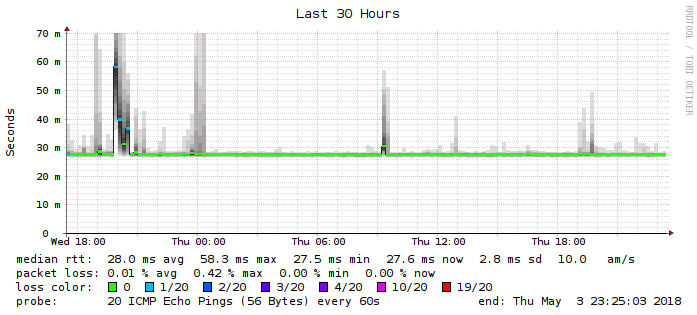 Last 30 Hours
RRDTOOL / TOBI OETIKER
Seconds
70 m
60 m
50 m
40 m
30 m
20 m
10 m
0
Wed 18:00 Thu 00:00 Thu 06:00 Thu 12:00 Thu 18:00
median rtt: 28.0 ms avg 58.3 ms max 27.5 ms min 27.6 ms now 2.8 ms sd 10.0 am/s
packet loss: 0.01 % avg 0.42 % max 0.00 % min 0.00 % now
loss color: 0 1/20 2/20 3/20 4/20 10/20 19/20
probe: 20 ICMP Echo Pings (56 Bytes) every 60s end: Thu May 3 23:25:03 2018